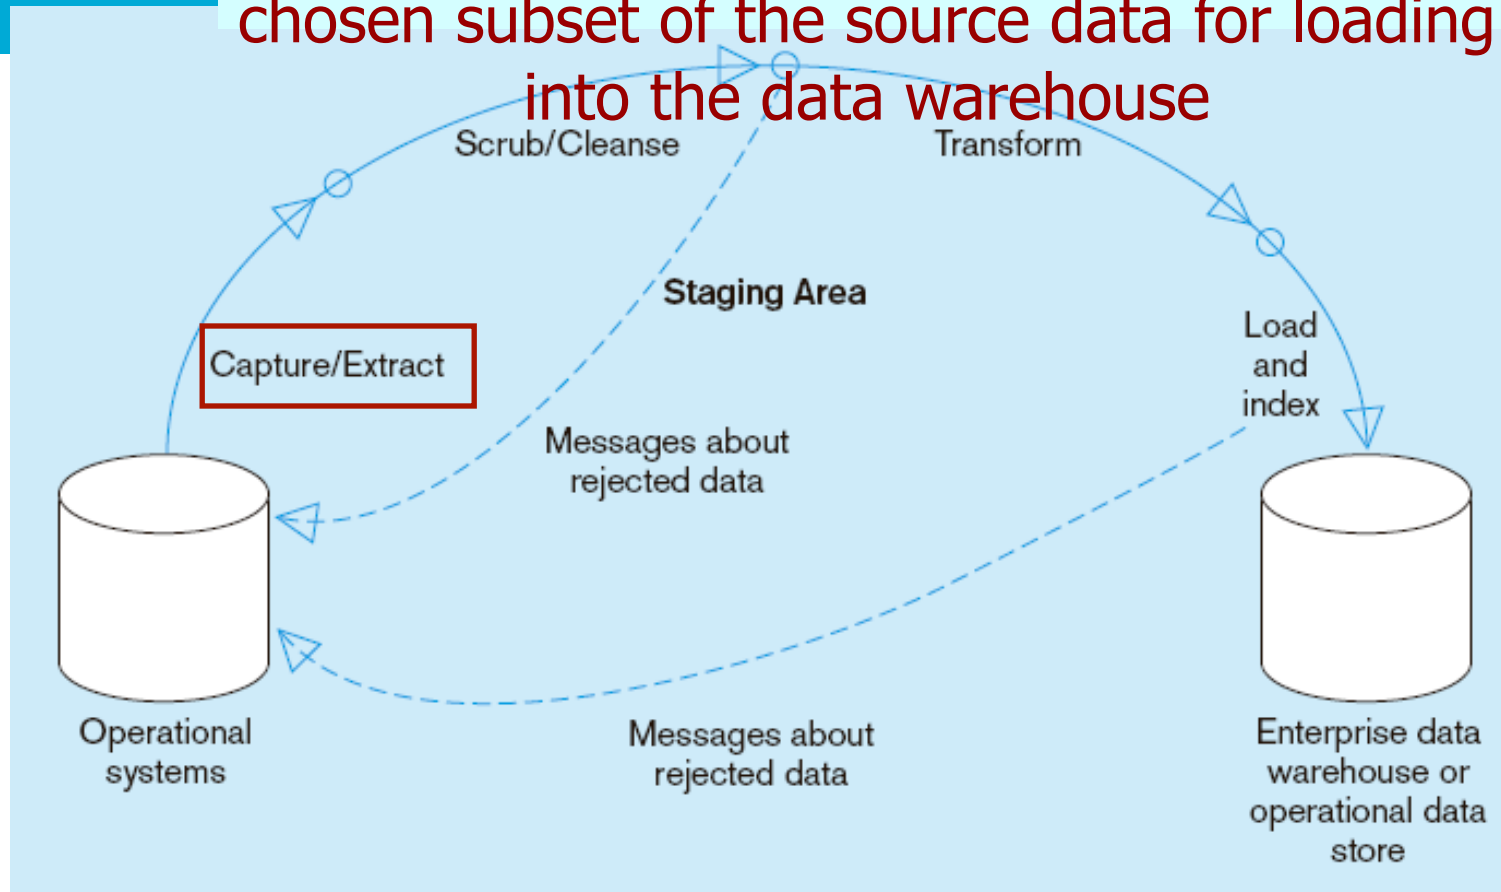 chosen subset of the source data for loading
into the data warehouse
Scrub/Cleanse
Transform
Staging Area
Capture/Extract
Load
and
index
Messages about
rejected data
Operational
systems
Messages about
rejected data
Enterprise data
warehouse or
operational data
store